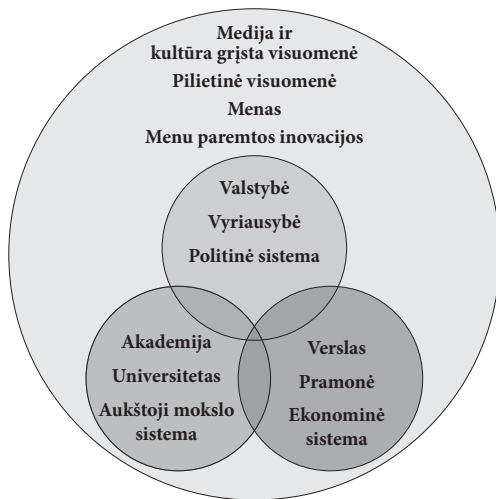 Medija ir
kultūra grįsta visuomenė
Pilietinė visuomenė
Menas
Menu paremtos inovacijos
Valstybė
Vyriausybė
Politinė sistema
Akademija
Universitetas
Aukštoji mokslo
sistema
Verslas
Pramonė
Ekonominė
sistema